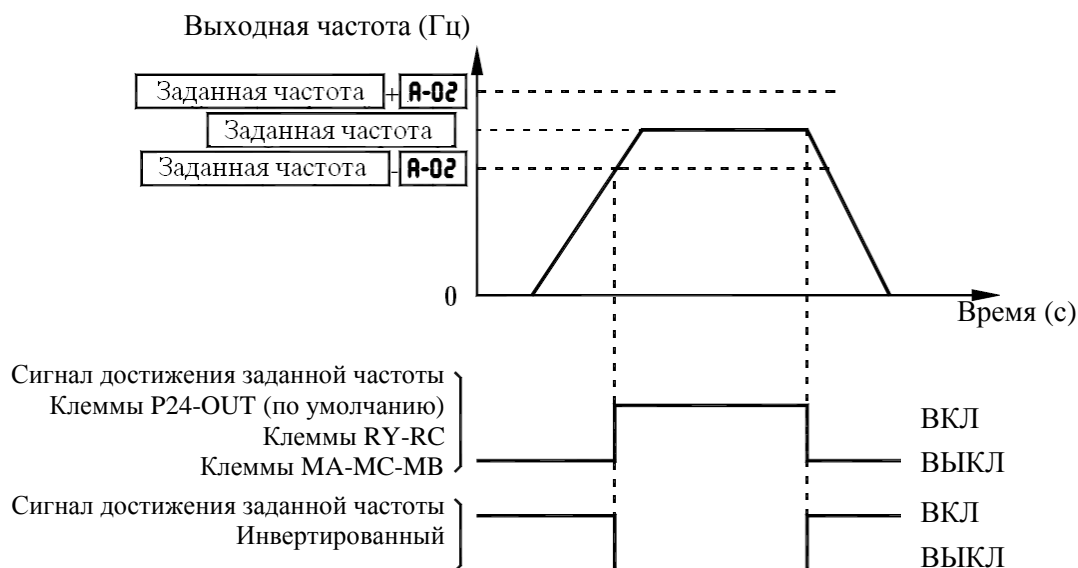 Выходная частота (Гц)
Заданная частота + A-02
Заданная частота
Заданная частота - A-02
0
Время (с)
Сигнал достижения заданной частоты
Клеммы P24-OUT (по умолчанию)
Клеммы RY-RC
Клеммы MA-MC-MB
ВКЛ
ВЫКЛ
Сигнал достижения заданной частоты
Инвертированный
ВКЛ
ВЫКЛ